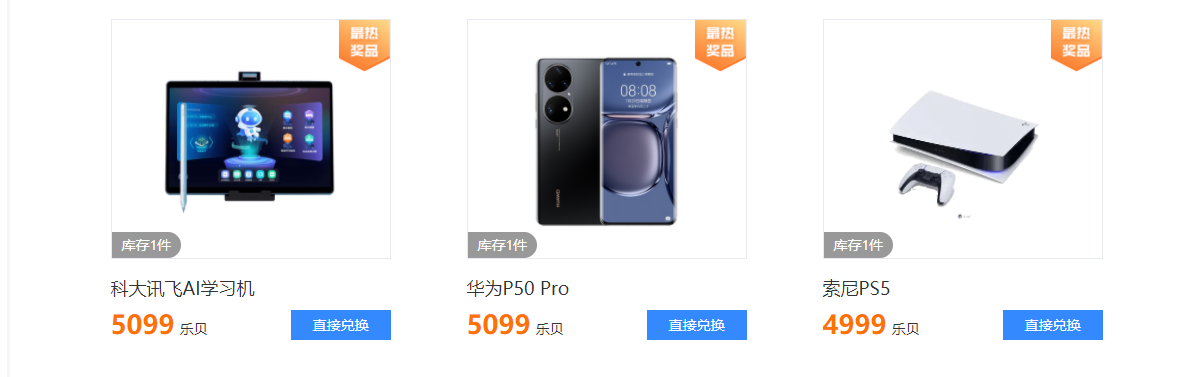 最热
奖品
最热
奖品
最热
奖品
08:08
HUAWEI
库存1件
库存1件
库存1件
科大讯飞AI学习机
华为P50 Pro
索尼PS5
5099 乐贝
直接兑换
5099 乐贝
直接兑换
4999 乐贝
直接兑换